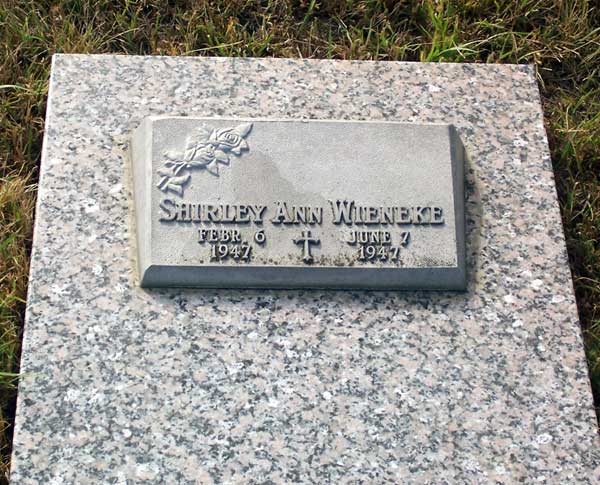 SHIRLEY ANN WIENEKE
FEBR 6 JUNE 7
1947 1947